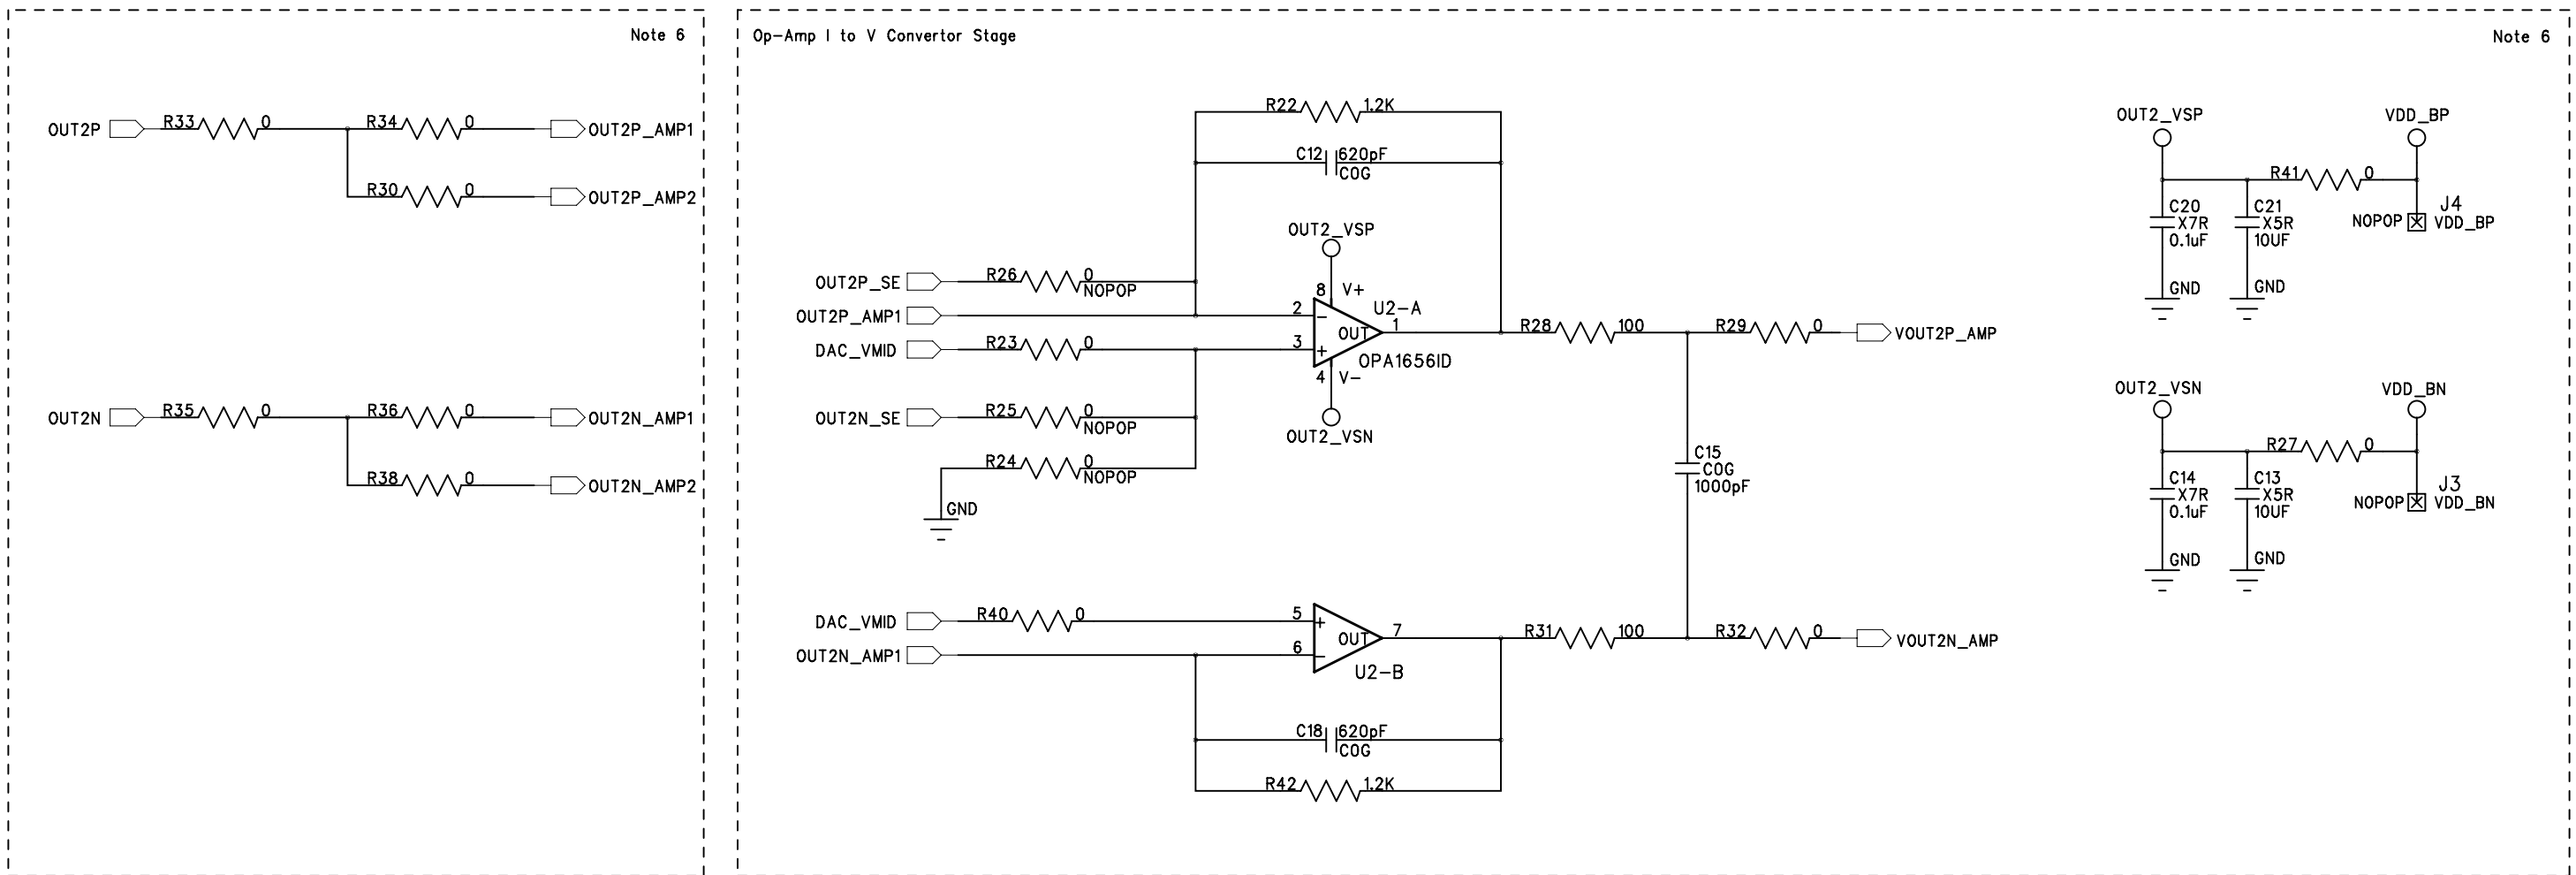 Note 6
OUT2P
R33 0
R34 0
OUT2P_AMP1
R30 0
OUT2P_AMP2
OUT2N
R35 0
R36 0
OUT2N_AMP1
R38 0
OUT2N_AMP2
Op-Amp I to V Convertor Stage
Note 6
R22 1.2K
C12 620pF
COG
OUT2_VSP
OUT2P_SE
R26 0
NOPOP
8 V+
U2-A
OUT2P_AMP1
2 -
OUT 1
DAC_VMID
R23 0
3 +
OPA1656ID
4 V-
OUT2N_SE
R25 0
NOPOP
OUT2_VSN
R24 0
NOPOP
GND
R28 100
R29 0
VOUT2P_AMP
C15
COG
1000pF
DAC_VMID
R40 0
5 +
OUT 7
OUT2N_AMP1
6 -
U2-B
R31 100
R32 0
VOUT2N_AMP
C18 620pF
COG
R42 1.2K
OUT2_VSP
VDD_BP
R41 0
C20
X7R
0.1uF
C21
X5R
10UF
J4
NOPOP VDD_BP
GND
GND
OUT2_VSN
VDD_BN
R27 0
C14
X7R
0.1uF
C13
X5R
10UF
J3
NOPOP VDD_BN
GND
GND